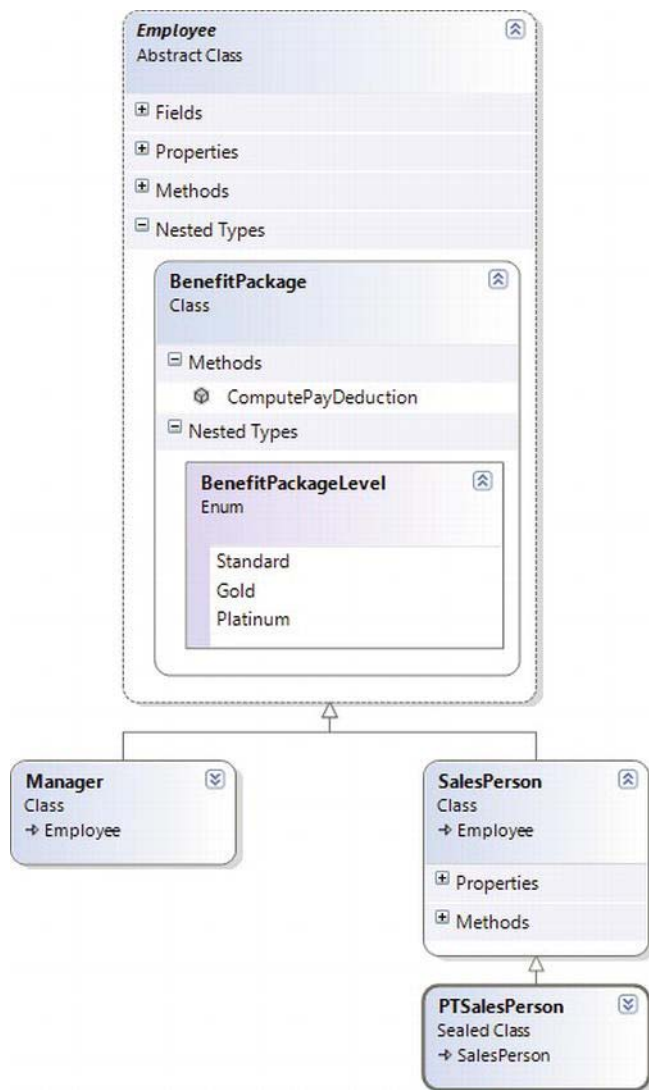 Employee
Abstract Class
Fields
Properties
Methods
Nested Types
BenefitPackage
Class
Methods
ComputePayDeduction
Nested Types
BenefitPackageLevel
Enum
Standard
Gold
Platinum
Manager
Class
Employee
SalesPerson
Class
Employee
Properties
Methods
PTSalesPerson
Sealed Class
SalesPerson